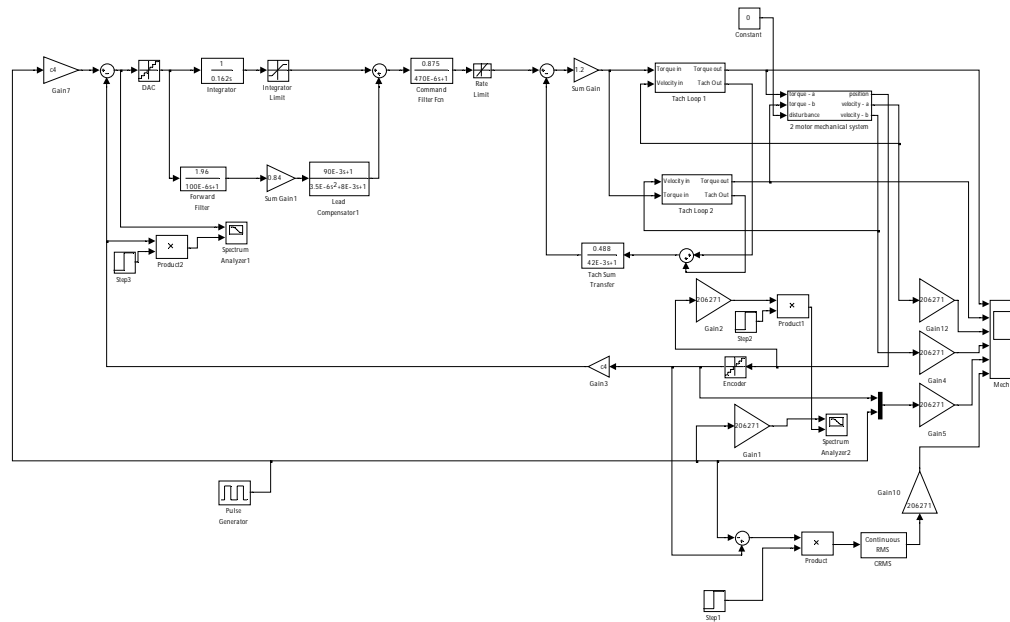 0
Constant
c4
Gain7
DAC
1
0.162s
Integrator
Integrator
Limit
0.875
470E-6s+1
Command
Filter Fcn
Rate
Limit
1.2
Sum Gain
Torque in
Velocity in
Torque out
Tach Out
Tach Loop 1
torque - a
torque - b
disturbance
position
velocity - a
velocity - b
2 motor mechanical system
1.96
100E-6s+1
Forward
Filler
0.84
Sum Gain1
90E-3s+1
3.5E-6s²+8E-3s+1
Lead
Compensator1
Velocity in
Torque in
Torque out
Tach Out
Tach Loop 2
Spectrum
Analyzer1
×
Product2
Step3
0.488
42E-3s+1
Tach Sum
Transfer
206271
Gain2
Step2
×
Product1
206271
Gain12
206271
Gain4
Mech
c4
Gain3
Encoder
206271
Gain5
206271
Gain1
Spectrum
Analyzer2
Pulse
Generator
Gain10
206271
×
Product
Continuous
RMS
CRMS
Step1